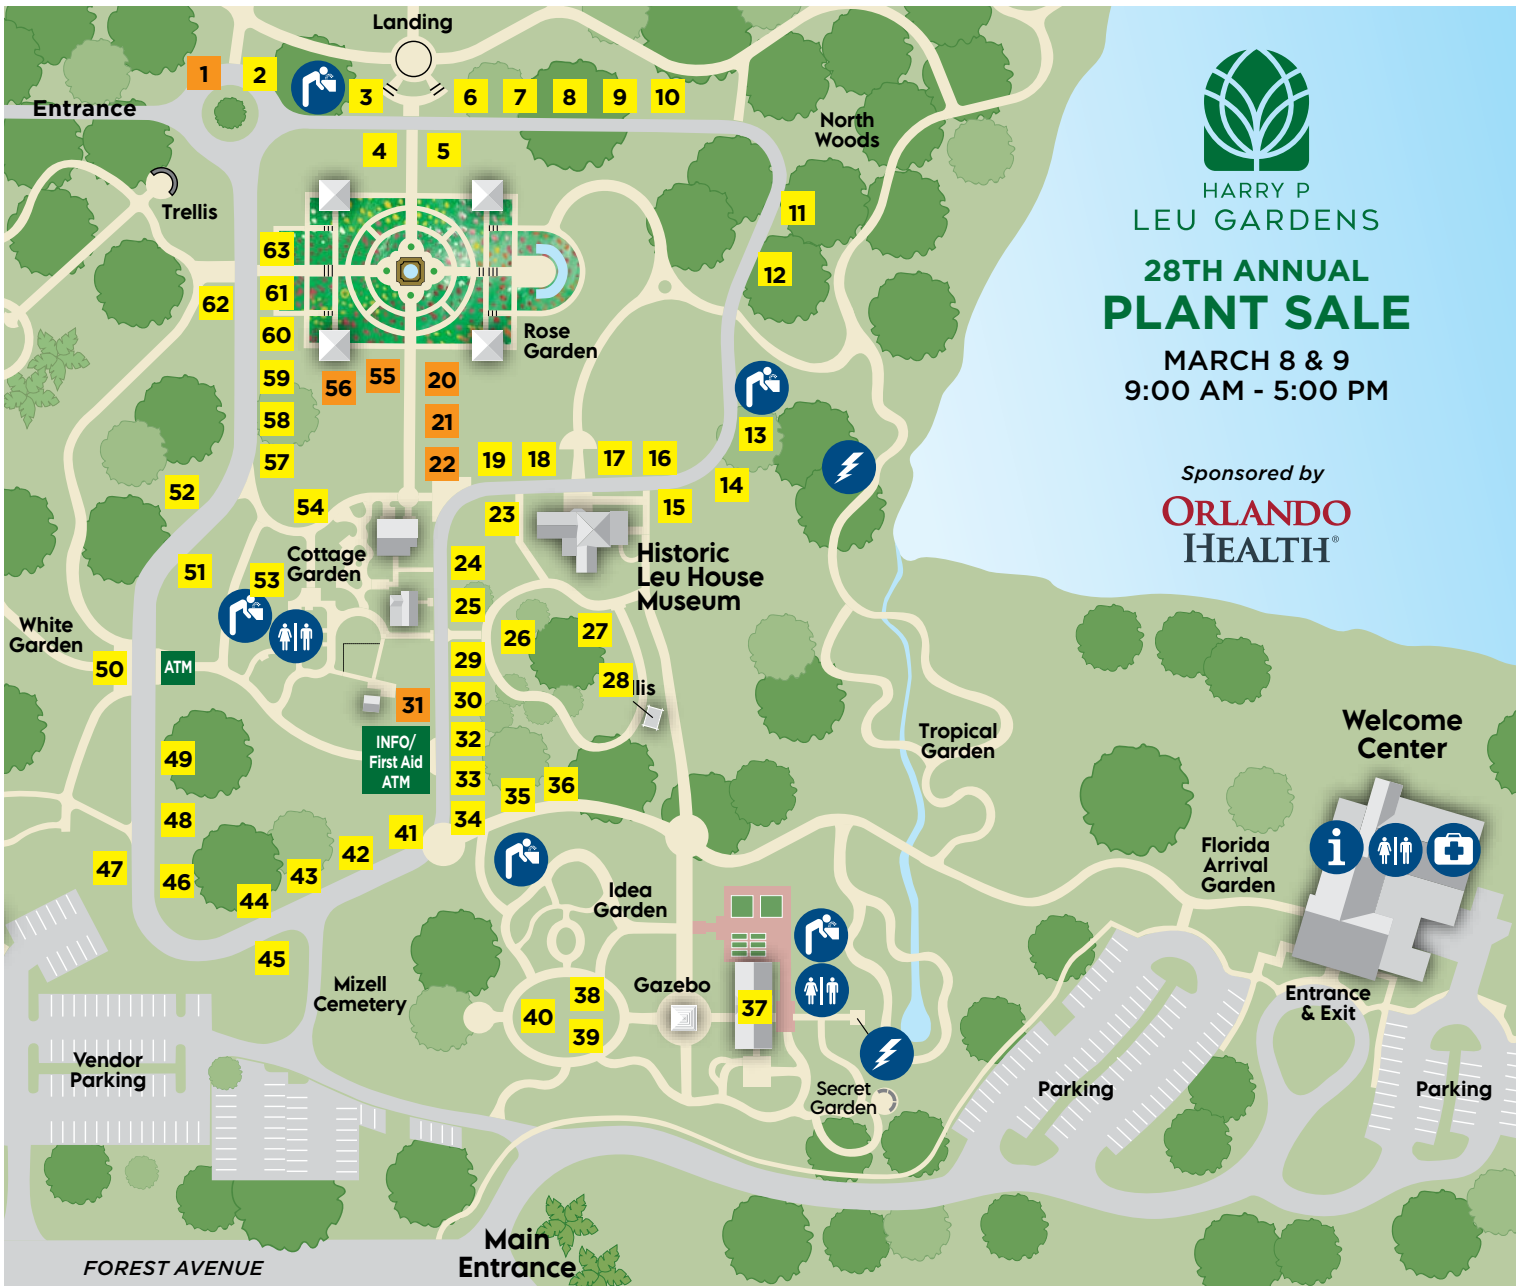 Landing
1
2
3
6
7
8
9
10
Entrance
North
Woods
4
5
Trellis
11
12
HARRY P
LEU GARDENS
28TH ANNUAL
PLANT SALE
MARCH 8 & 9
9:00 AM - 5:00 PM
Sponsored by
ORLANDO
HEALTH®
63
62
61
60
Rose
Garden
59
56
55
20
58
21
57
22
19
18
17
16
13
14
52
54
23
15
Cottage
Garden
51
53
24
Historic
Leu House
Museum
25
White
Garden
26
27
50
ATM
29
28
llis
30
31
INFO/
First Aid
ATM
32
33
34
35
36
Tropical
Garden
Welcome
Center
49
48
47
46
41
42
43
44
45
Florida
Arrival
Garden
i
Idea
Garden
Mizell
Cemetery
Gazebo
37
38
40
39
Entrance
& Exit
Vendor
Parking
Secret
Garden
Parking
Parking
Main
Entrance
FOREST AVENUE